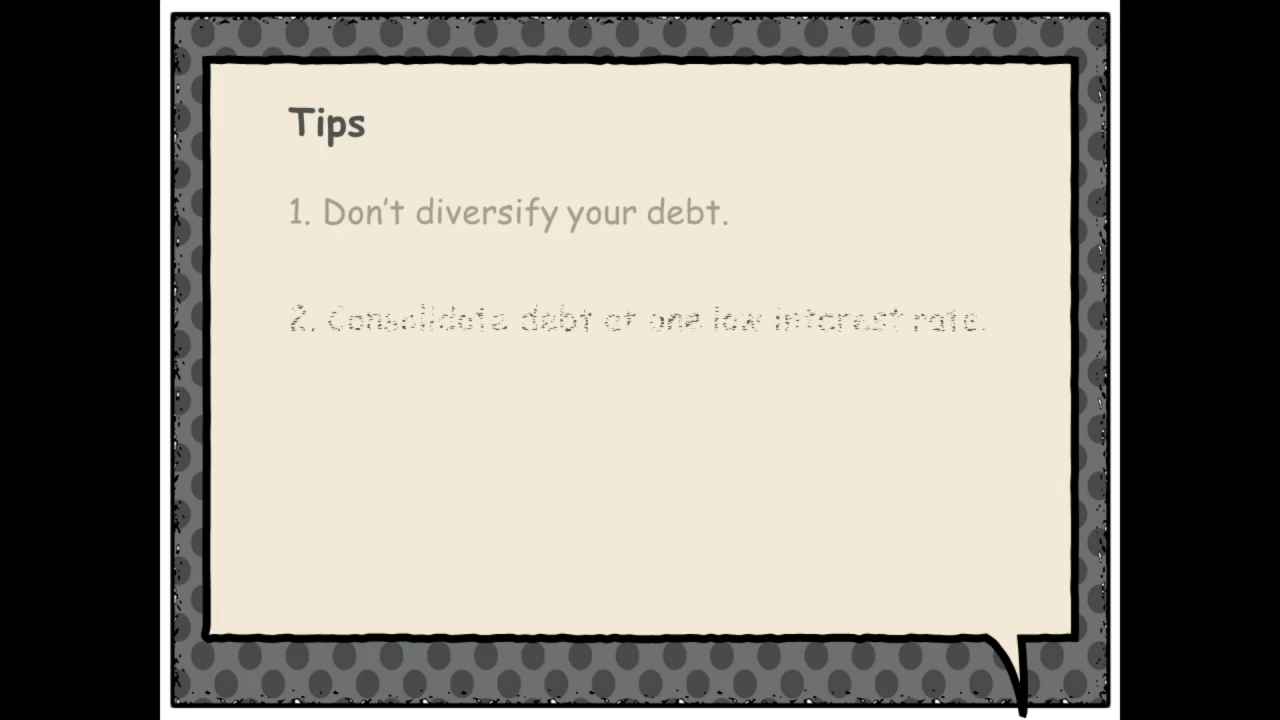 Tips
1. Don't diversify your debt.
2. Consolidate debt at one low interest rate.